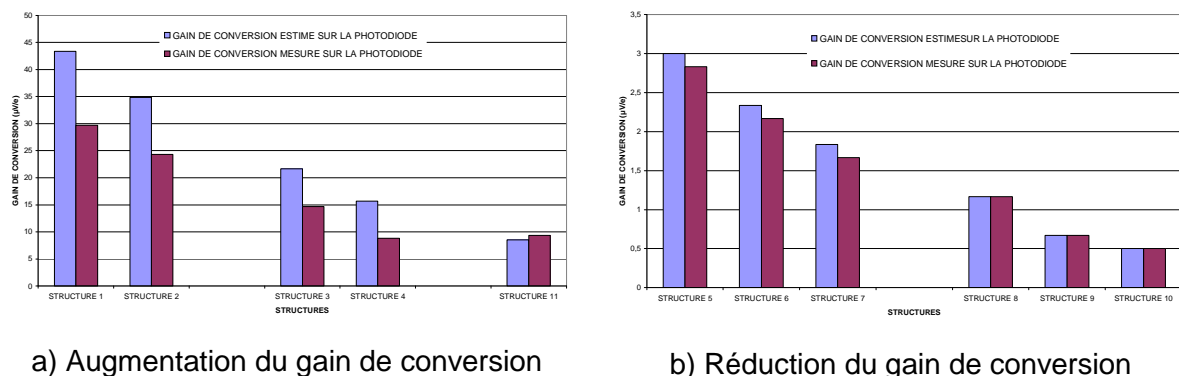 50
45
40
35
30
25
20
15
10
5
0
GAIN DE CONVERSION (µV/e)
GAIN DE CONVERSION ESTIME SUR LA PHOTODIODE
GAIN DE CONVERSION MESURE SUR LA PHOTODIODE
STRUCTURE 1
STRUCTURE 2
STRUCTURE 3
STRUCTURE 4
STRUCTURE 11
STRUCTURES
a) Augmentation du gain de conversion
3,5
3
2,5
2
1,5
1
0,5
0
GAIN DE CONVERSION (µV/e)
GAIN DE CONVERSION ESTIMESUR LA PHOTODIODE
GAIN DE CONVERSION MESURE SUR LA PHOTODIODE
STRUCTURE 5
STRUCTURE 6
STRUCTURE 7
STRUCTURE 8
STRUCTURE 9
STRUCTURE 10
STRUCTURES
b) Réduction du gain de conversion